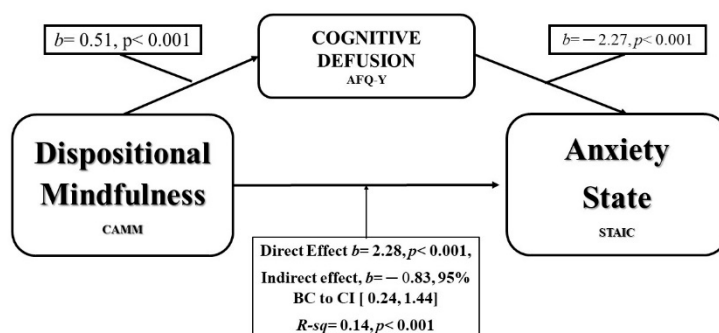 b= 0.51, p< 0.001
COGNITIVE
DEFUSION
AFQ-Y
b= − 2.27, p< 0.001
Dispositional
Mindfulness
CAMM
Anxiety
State
STAIC
Direct Effect b= 2.28, p< 0.001,
Indirect effect, b= − 0.83, 95%
BC to CI [ 0.24, 1.44]
R-sq= 0.14, p< 0.001